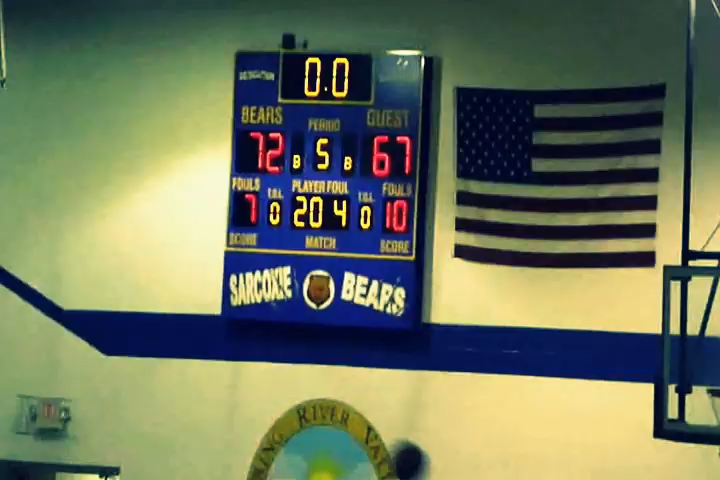 0.0
BEARS PERIOD GUEST
72 B 5 B 67
FOULS T.O.L. PLAYER FOUL T.O.L. FOULS
7 0 20 4 0 10
SCORE MATCH SCORE
SARCOXIE BEARS
RIVER